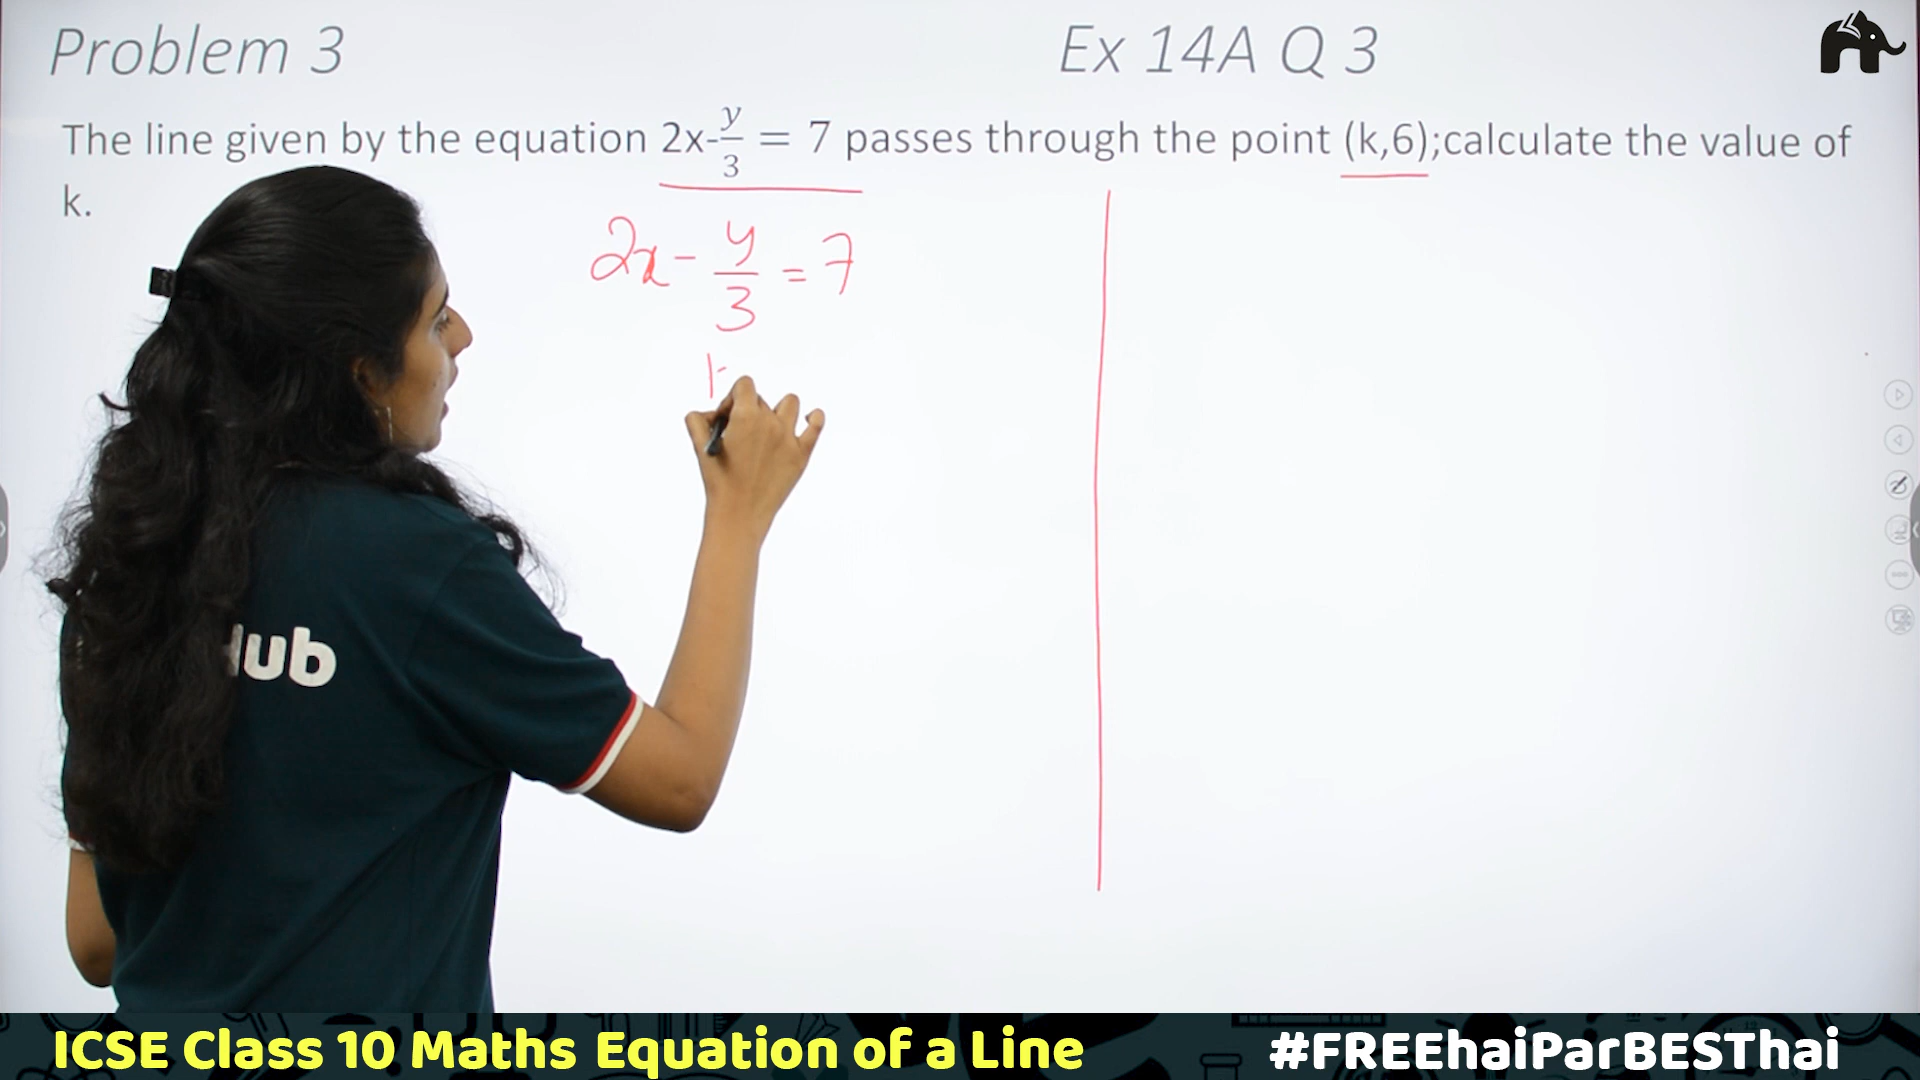 Problem 3
Ex 14A Q 3
The line given by the equation 2x-y/3 = 7 passes through the point (k,6);calculate the value of
k.
2x - y/3 = 7
ub
ICSE Class 10 Maths Equation of a Line
#FREEhaiParBESThai